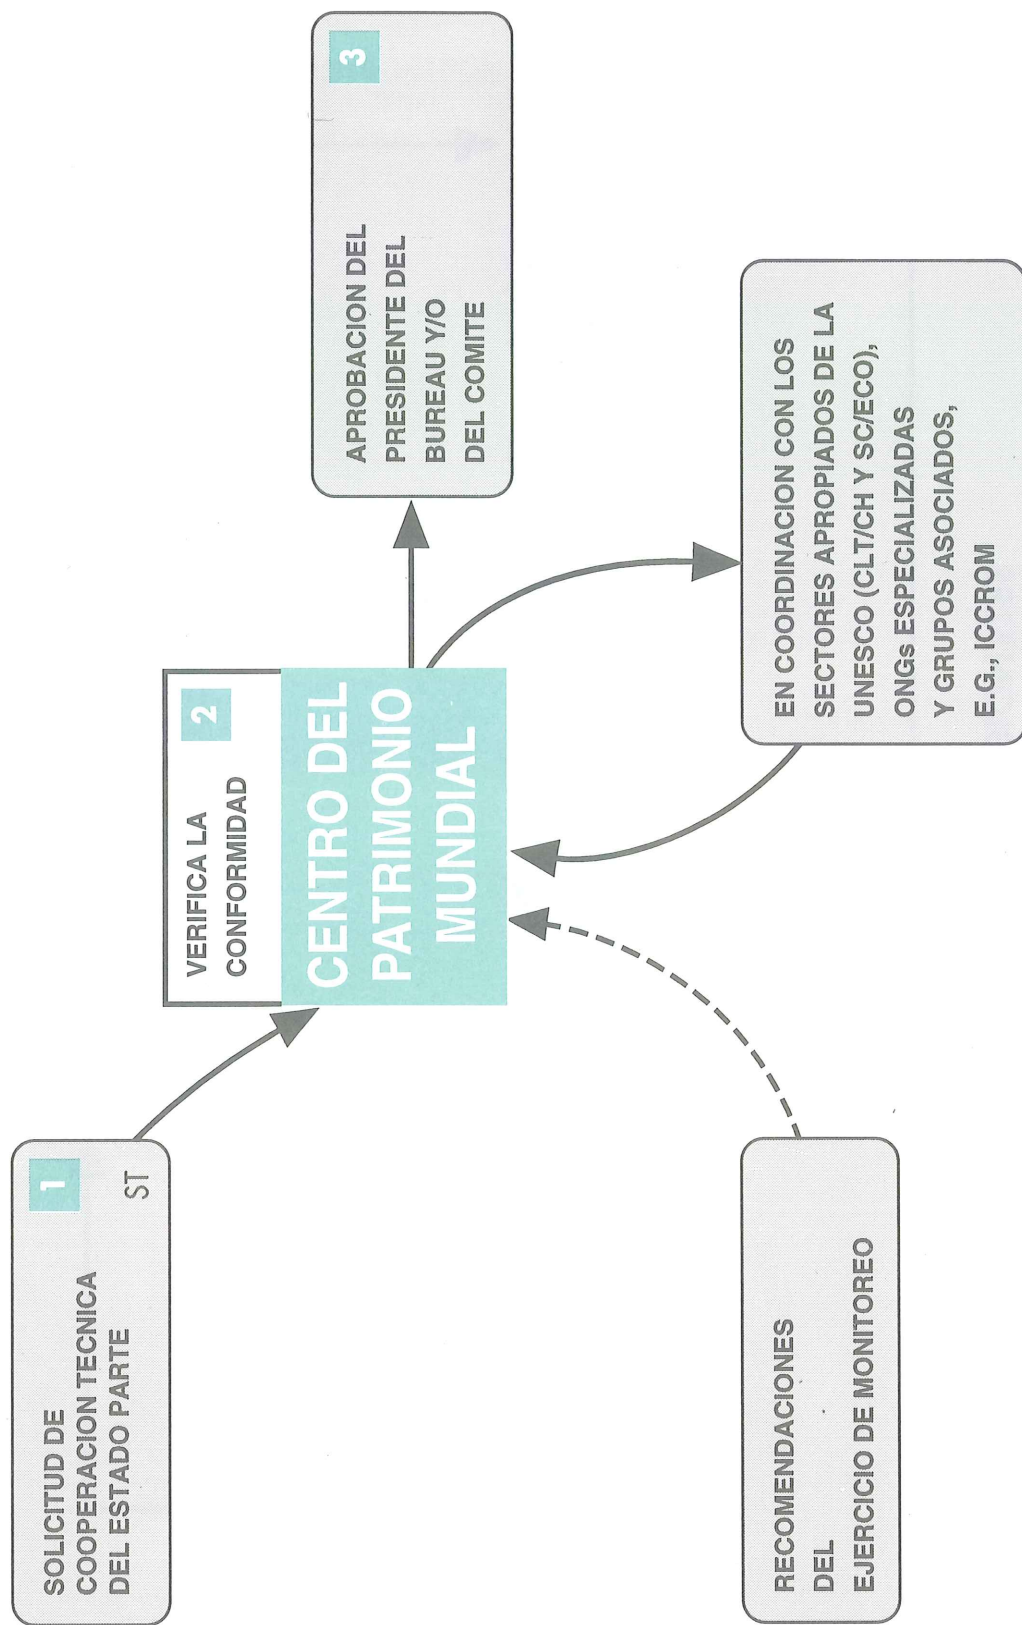 SOLICITUD DE
COOPERACION TECNICA
DEL ESTADO PARTE
1
ST
VERIFICA LA
CONFORMIDAD
2
CENTRO DEL
PATRIMONIO
MUNDIAL
APROBACION DEL
PRESIDENTE DEL
BUREAU Y/O
DEL COMITE
3
RECOMENDACIONES
DEL
EJERCICIO DE MONITOREO
EN COORDINACION CON LOS
SECTORES APROPIADOS DE LA
UNESCO (CLT/CH Y SC/ECO),
ONGs ESPECIALIZADAS
Y GRUPOS ASOCIADOS,
E.G., ICCROM